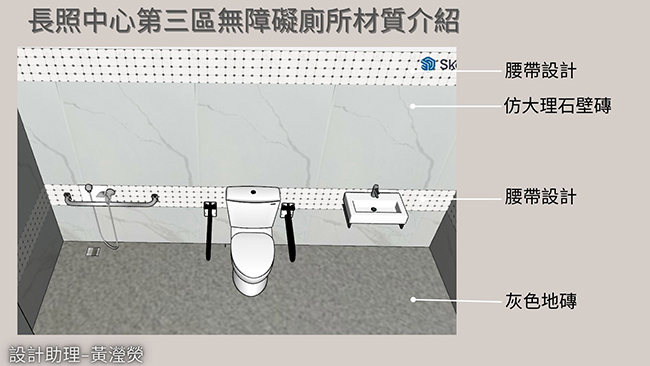 長照中心第三區無障礙廁所材質介紹
腰帶設計
仿大理石壁磚
腰帶設計
灰色地磚
設計助理-黃瀅熒